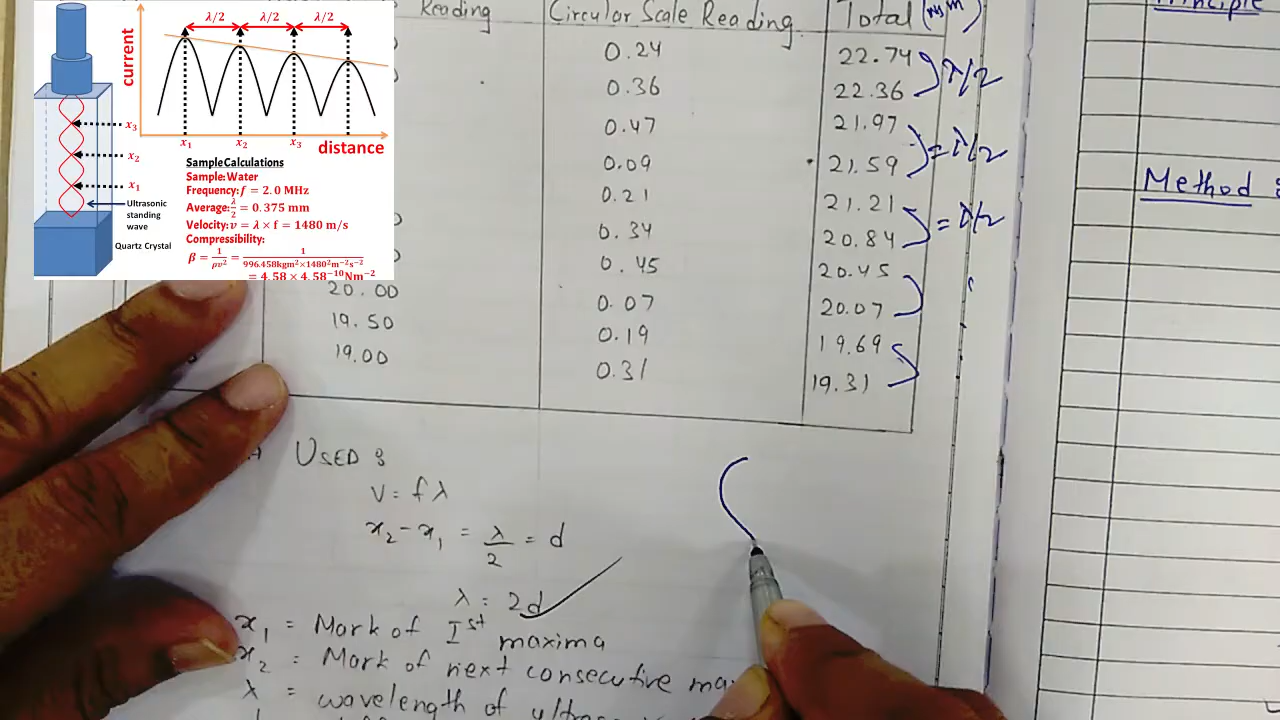 λ/2 λ/2 λ/2
current
x₁ x₂ x₃ distance
x₃
x₂
x₁
Ultrasonic
standing
wave
Quartz Crystal
Sample Calculations
Sample: Water
Frequency: f = 2.0 MHz
Average: λ/2 = 0.375 mm
Velocity: v = λ × f = 1480 m/s
Compressibility:
β = 1/ρv² = 1/996.458kgm²×1480²m⁻²s⁻²
= 4.58 × 4.58⁻¹⁰Nm⁻²
Reading Circular Scale Reading. Total (mm)
0.24 22.74
0.36 22.36 λ/2
0.47 21.97
0.09 21.59 = λ/2
0.21 21.21
0.34 20.84 = λ/2
0.45 20.45
20.00 0.07 20.07
19.50 0.19 19.69
19.00 0.31 19.31
USED :
V = fλ
x₂ - x₁ = λ/2 = d
λ = 2d
x₁ = Mark of Iˢᵗ maxima
x₂ = Mark of next consecutive
λ = wavelength of
Principle
Method :